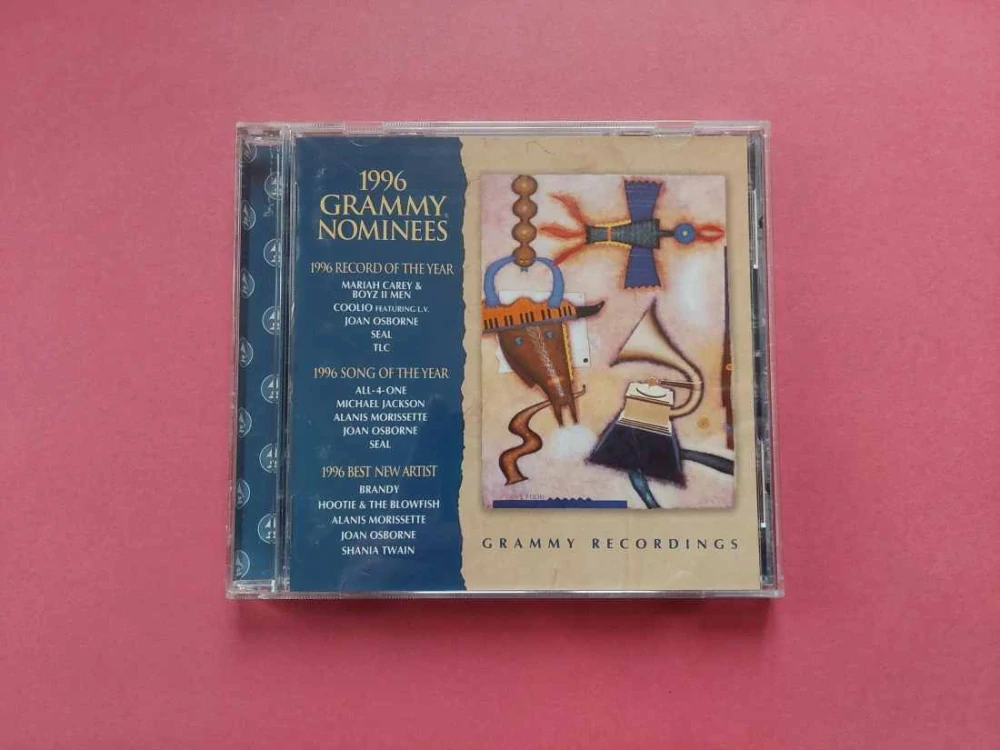 1996
GRAMMY®
NOMINEES
1996 RECORD OF THE YEAR
MARIAH CAREY &
BOYZ II MEN
COOLIO FEATURING L.V.
JOAN OSBORNE
SEAL
TLC
1996 SONG OF THE YEAR
ALL-4-ONE
MICHAEL JACKSON
ALANIS MORISSETTE
JOAN OSBORNE
SEAL
1996 BEST NEW ARTIST
BRANDY
HOOTIE & THE BLOWFISH
ALANIS MORISSETTE
JOAN OSBORNE
SHANIA TWAIN
GRAMMY RECORDINGS